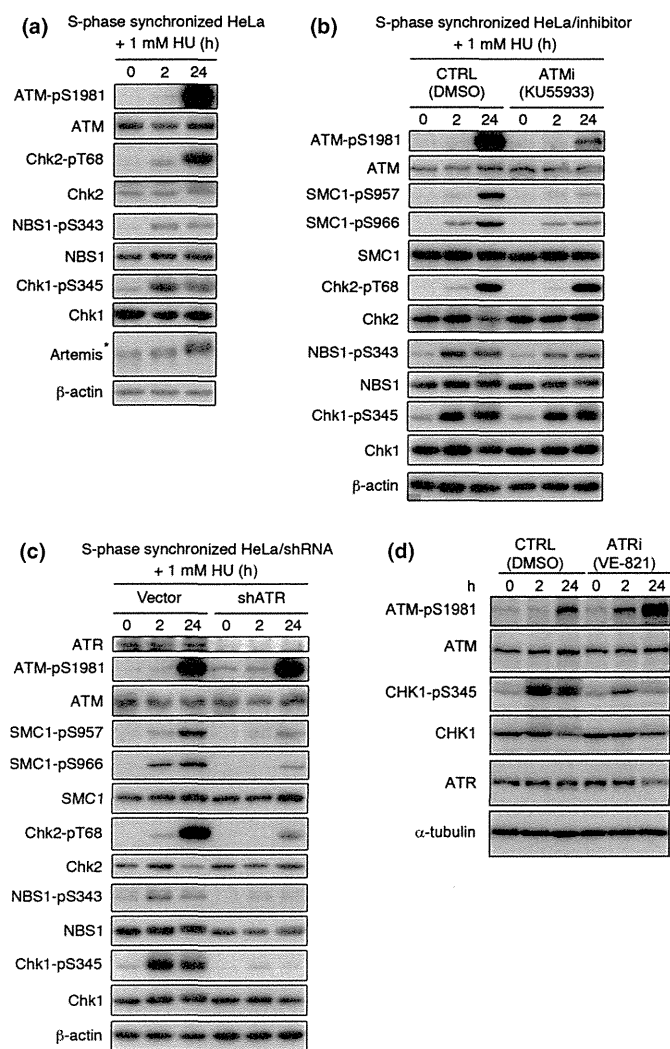 (a) S-phase synchronized HeLa
+ 1 mM HU (h)
0 2 24
ATM-pS1981
ATM
Chk2-pT68
Chk2
NBS1-pS343
NBS1
Chk1-pS345
Chk1
Artemis*
β-actin
(b) S-phase synchronized HeLa/inhibitor
+ 1 mM HU (h)
CTRL ATMi
(DMSO) (KU55933)
0 2 24 0 2 24
ATM-pS1981
ATM
SMC1-pS957
SMC1-pS966
SMC1
Chk2-pT68
Chk2
NBS1-pS343
NBS1
Chk1-pS345
Chk1
β-actin
(c) S-phase synchronized HeLa/shRNA
+ 1 mM HU (h)
Vector shATR
0 2 24 0 2 24
ATR
ATM-pS1981
ATM
SMC1-pS957
SMC1-pS966
SMC1
Chk2-pT68
Chk2
NBS1-pS343
NBS1
Chk1-pS345
Chk1
β-actin
(d) CTRL ATRi
(DMSO) (VE-821)
h 0 2 24 0 2 24
ATM-pS1981
ATM
CHK1-pS345
CHK1
ATR
α-tubulin